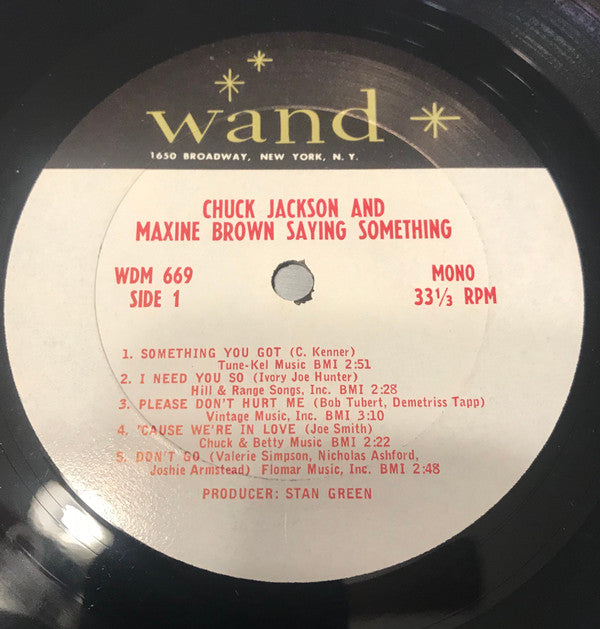 wand
1650 BROADWAY, NEW YORK, N. Y.
CHUCK JACKSON AND
MAXINE BROWN SAYING SOMETHING
WDM 669
SIDE 1
MONO
33⅓ RPM
1. SOMETHING YOU GOT (C. Kenner)
Tune-Kel Music BMI 2:51
2. I NEED YOU SO (Ivory Joe Hunter)
Hill & Range Songs, Inc. BMI 2:28
3. PLEASE DON'T HURT ME (Bob Tubert, Demetriss Tapp)
Vintage Music, Inc. BMI 3:10
4. 'CAUSE WE'RE IN LOVE (Joe Smith)
Chuck & Betty Music BMI 2:22
5. DON'T GO (Valerie Simpson, Nicholas Ashford,
Joshie Armstead) Flomar Music, Inc. BMI 2:48
PRODUCER: STAN GREEN